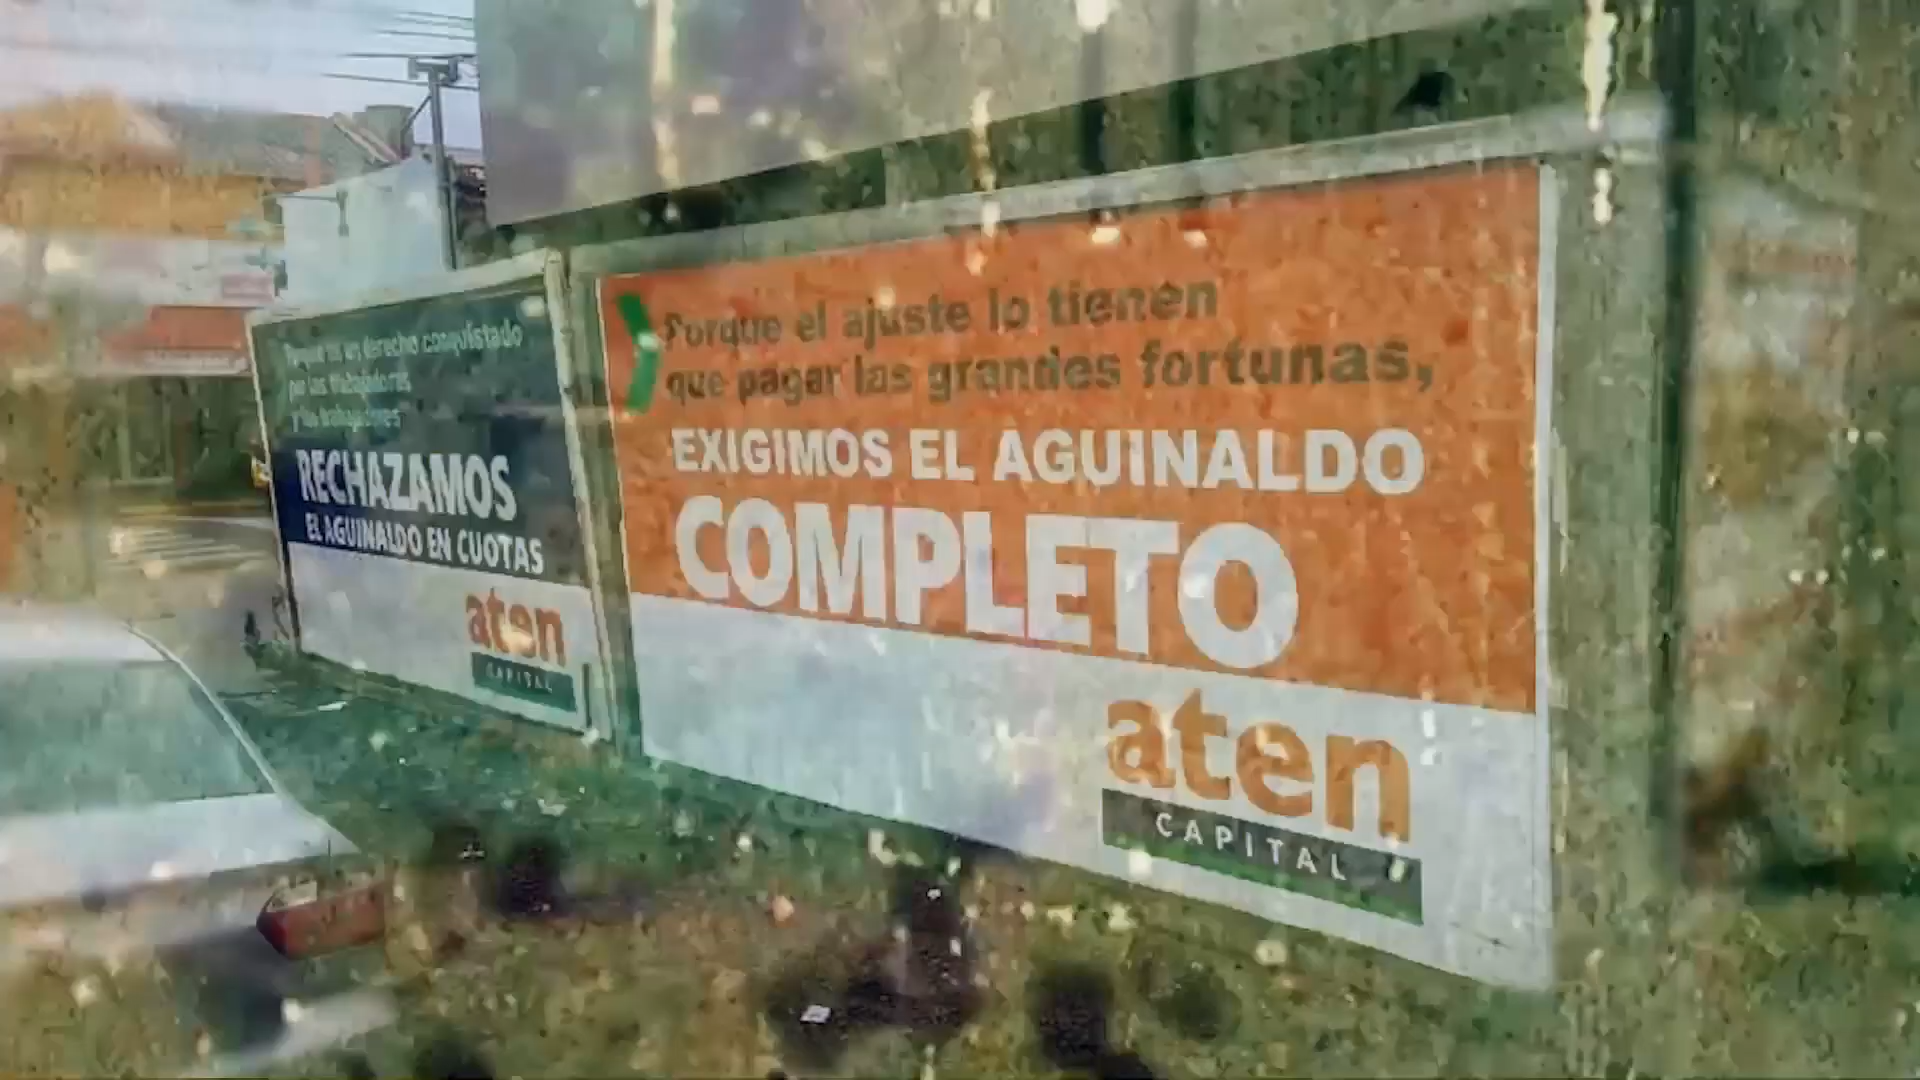 Porque es un derecho conquistado
por las trabajadoras
y los trabajadores
RECHAZAMOS
EL AGUINALDO EN CUOTAS
aten
CAPITAL
Porque el ajuste lo tienen
que pagar las grandes fortunas,
EXIGIMOS EL AGUINALDO
COMPLETO
aten
CAPITAL